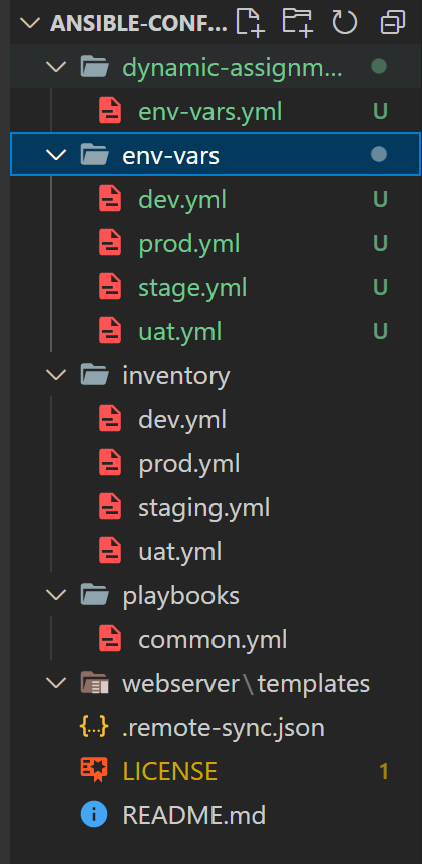 ANSIBLE-CONF...
dynamic-assignm...
env-vars.yml U
env-vars
dev.yml U
prod.yml U
stage.yml U
uat.yml U
inventory
dev.yml
prod.yml
staging.yml
uat.yml
playbooks
common.yml
webserver\templates
{..} .remote-sync.json
LICENSE 1
README.md